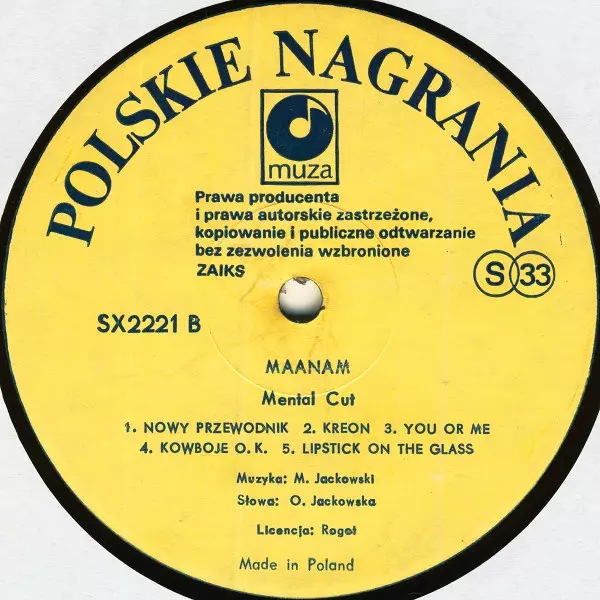 POLSKIE NAGRANIA
muza
Prawa producenta
i prawa autorskie zastrzeżone,
kopiowanie i publiczne odtwarzanie
bez zezwolenia wzbronione
ZAIKS
S 33
SX2221 B
MAANAM
Mental Cut
1. NOWY PRZEWODNIK 2. KREON 3. YOU OR ME
4. KOWBOJE O.K. 5. LIPSTICK ON THE GLASS
Muzyka: M. Jackowski
Słowa: O. Jackowska
Licencja: Rogot
Made in Poland